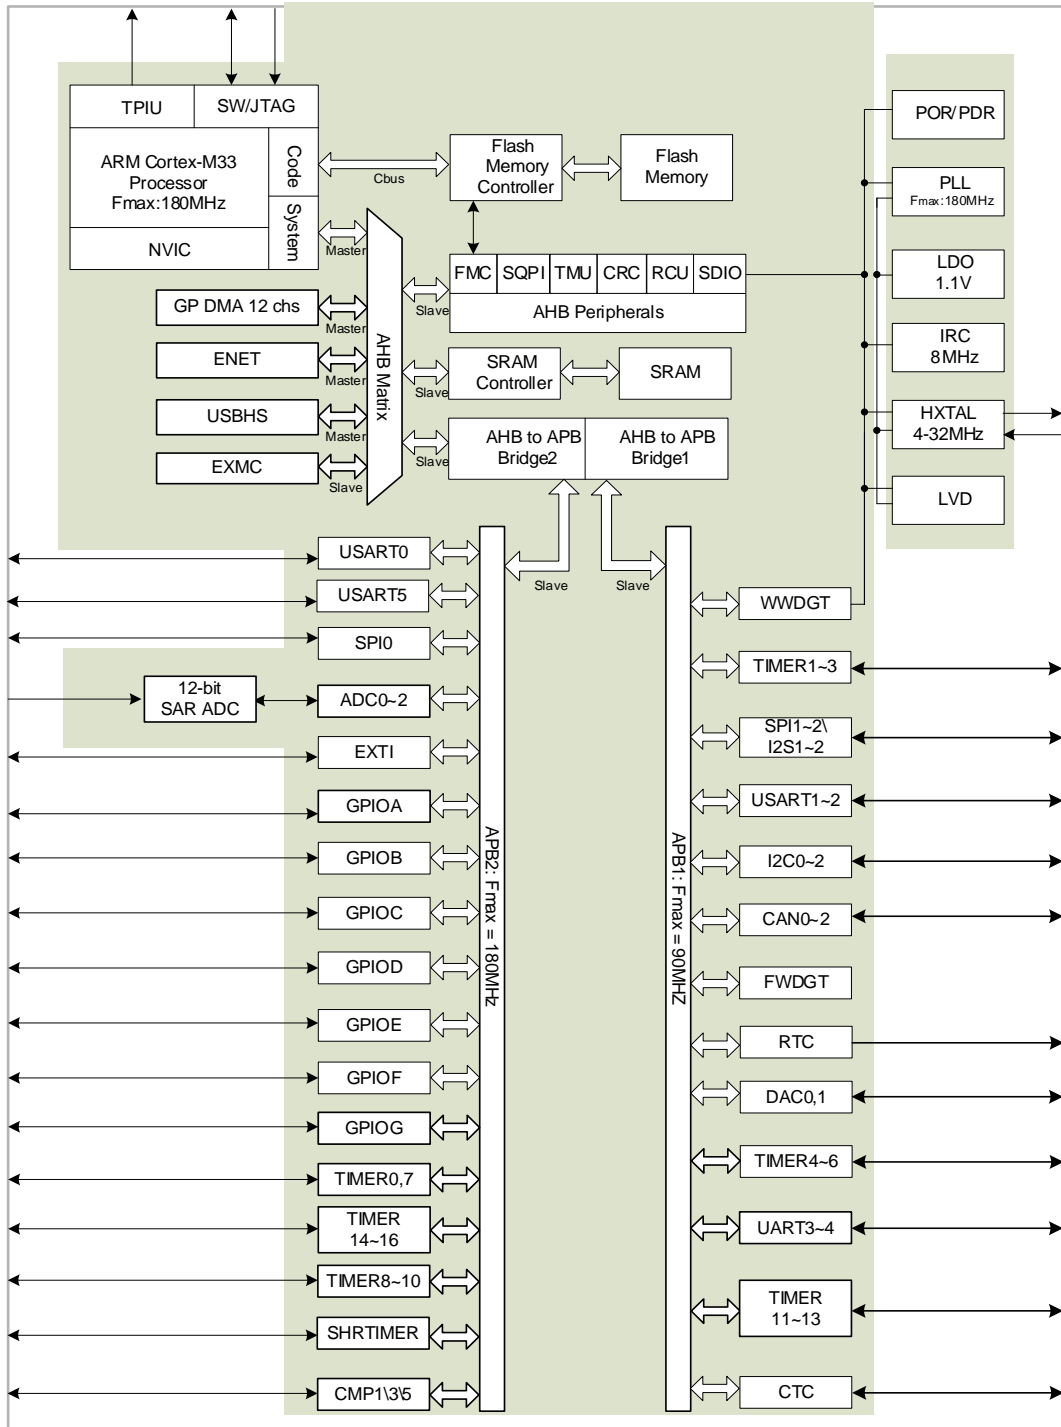 TPIU
SW/JTAG
ARM Cortex-M33
Processor
Fmax:180MHz
Code
System
NVIC
Cbus
Flash
Memory
Controller
Flash
Memory
Master
GP DMA 12 chs
Master
ENET
Master
USBHS
Master
EXMC
Slave
AHB Matrix
Slave
FMC
SQPI
TMU
CRC
RCU
SDIO
AHB Peripherals
Slave
SRAM
Controller
SRAM
Slave
AHB to APB
Bridge2
AHB to APB
Bridge1
POR/PDR
PLL
Fmax:180MHz
LDO
1.1V
IRC
8MHz
HXTAL
4-32MHz
LVD
Slave
Slave
USART0
USART5
SPI0
12-bit
SAR ADC
ADC0~2
EXTI
GPIOA
GPIOB
GPIOC
GPIOD
GPIOE
GPIOF
GPIOG
TIMER0,7
TIMER
14~16
TIMER8~10
SHRTIMER
CMP1\3\5
APB2: Fmax = 180MHz
APB1: Fmax = 90MHZ
WWDGT
TIMER1~3
SPI1~2\
I2S1~2
USART1~2
I2C0~2
CAN0~2
FWDGT
RTC
DAC0,1
TIMER4~6
UART3~4
TIMER
11~13
CTC